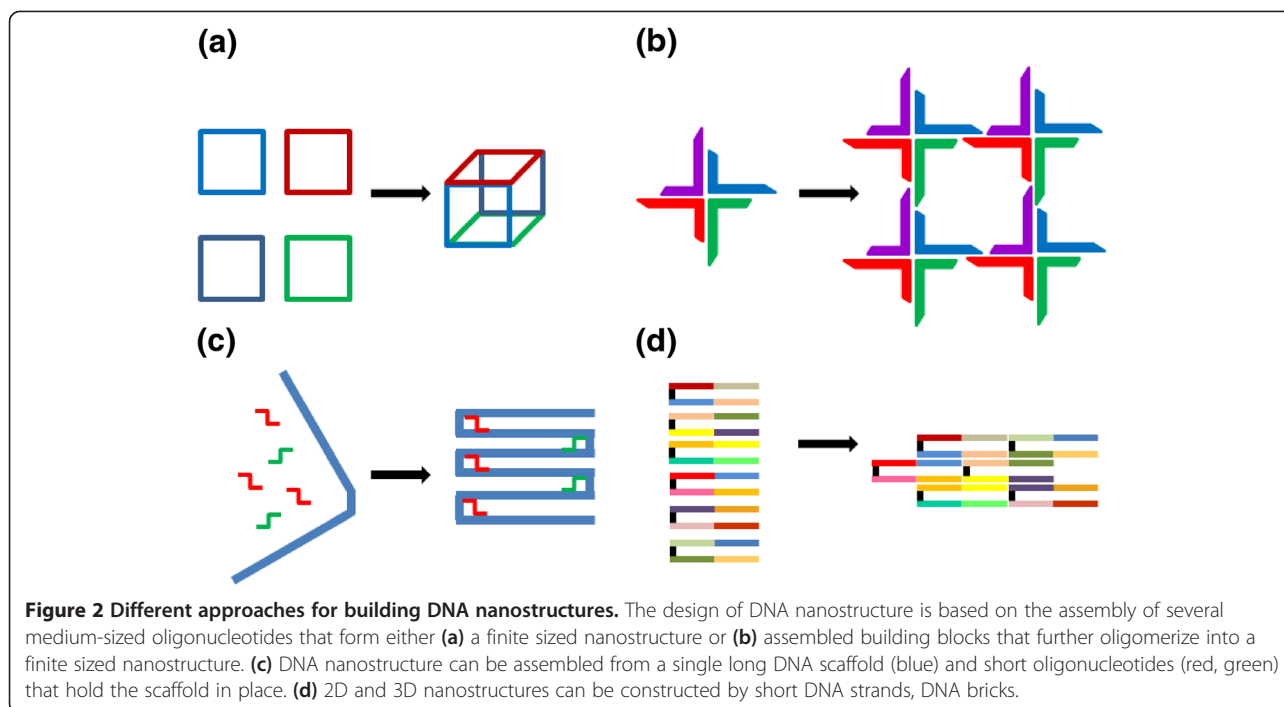 (a)
(b)
(c)
(d)
Figure 2 Different approaches for building DNA nanostructures. The design of DNA nanostructure is based on the assembly of several
medium-sized oligonucleotides that form either (a) a finite sized nanostructure or (b) assembled building blocks that further oligomerize into a
finite sized nanostructure. (c) DNA nanostructure can be assembled from a single long DNA scaffold (blue) and short oligonucleotides (red, green)
that hold the scaffold in place. (d) 2D and 3D nanostructures can be constructed by short DNA strands, DNA bricks.